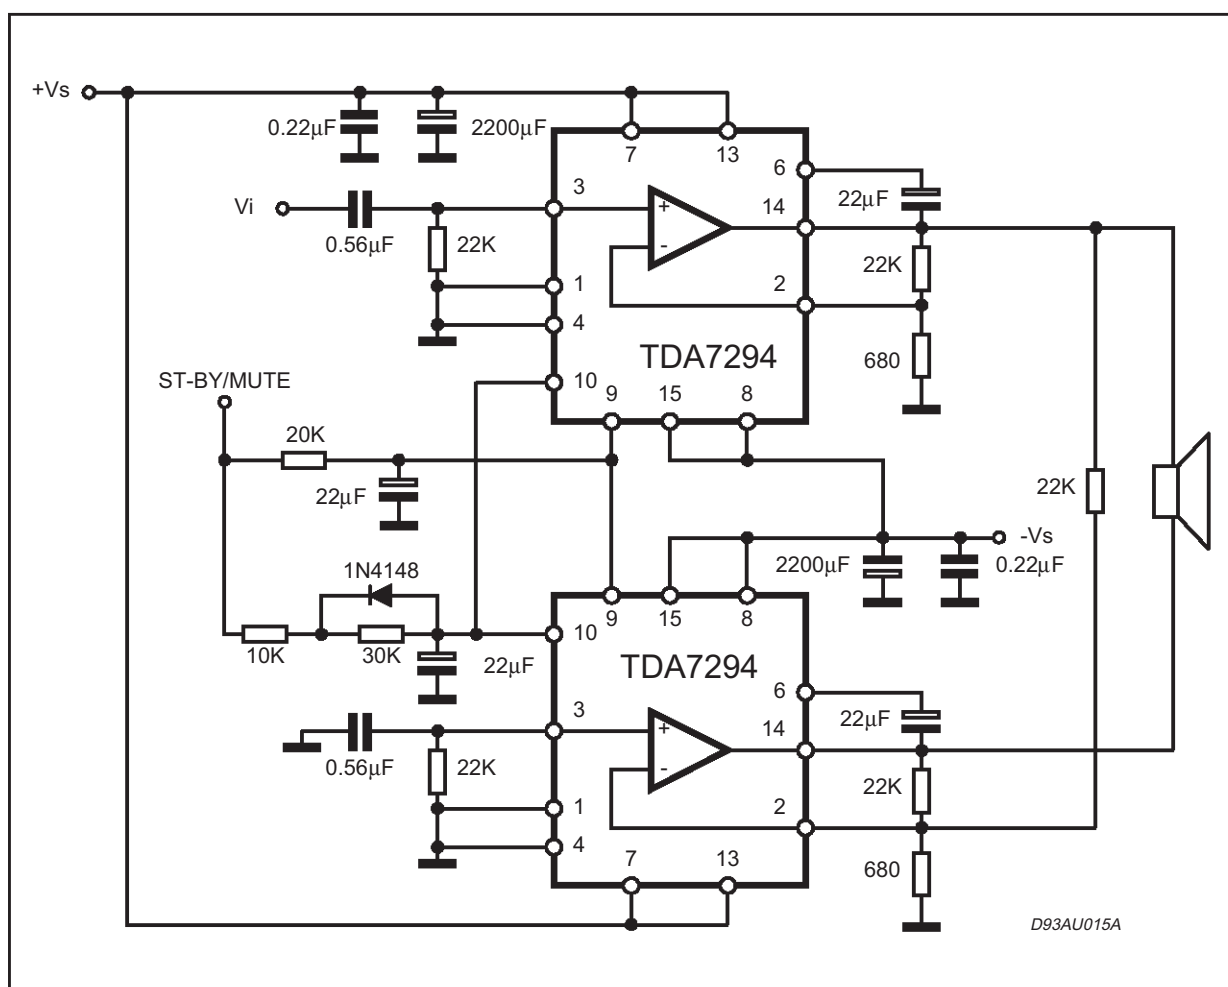 +Vs
0.22µF
2200µF
7
13
6
3
22µF
14
Vi
+
0.56µF
22K
-
22K
1
2
4
TDA7294
680
ST-BY/MUTE
10
9
15
8
20K
22µF
22K
-Vs
1N4148
2200µF
0.22µF
9
15
8
10
10K
30K
22µF
TDA7294
6
3
22µF
14
+
0.56µF
22K
-
22K
1
2
4
7
13
680
D93AU015A